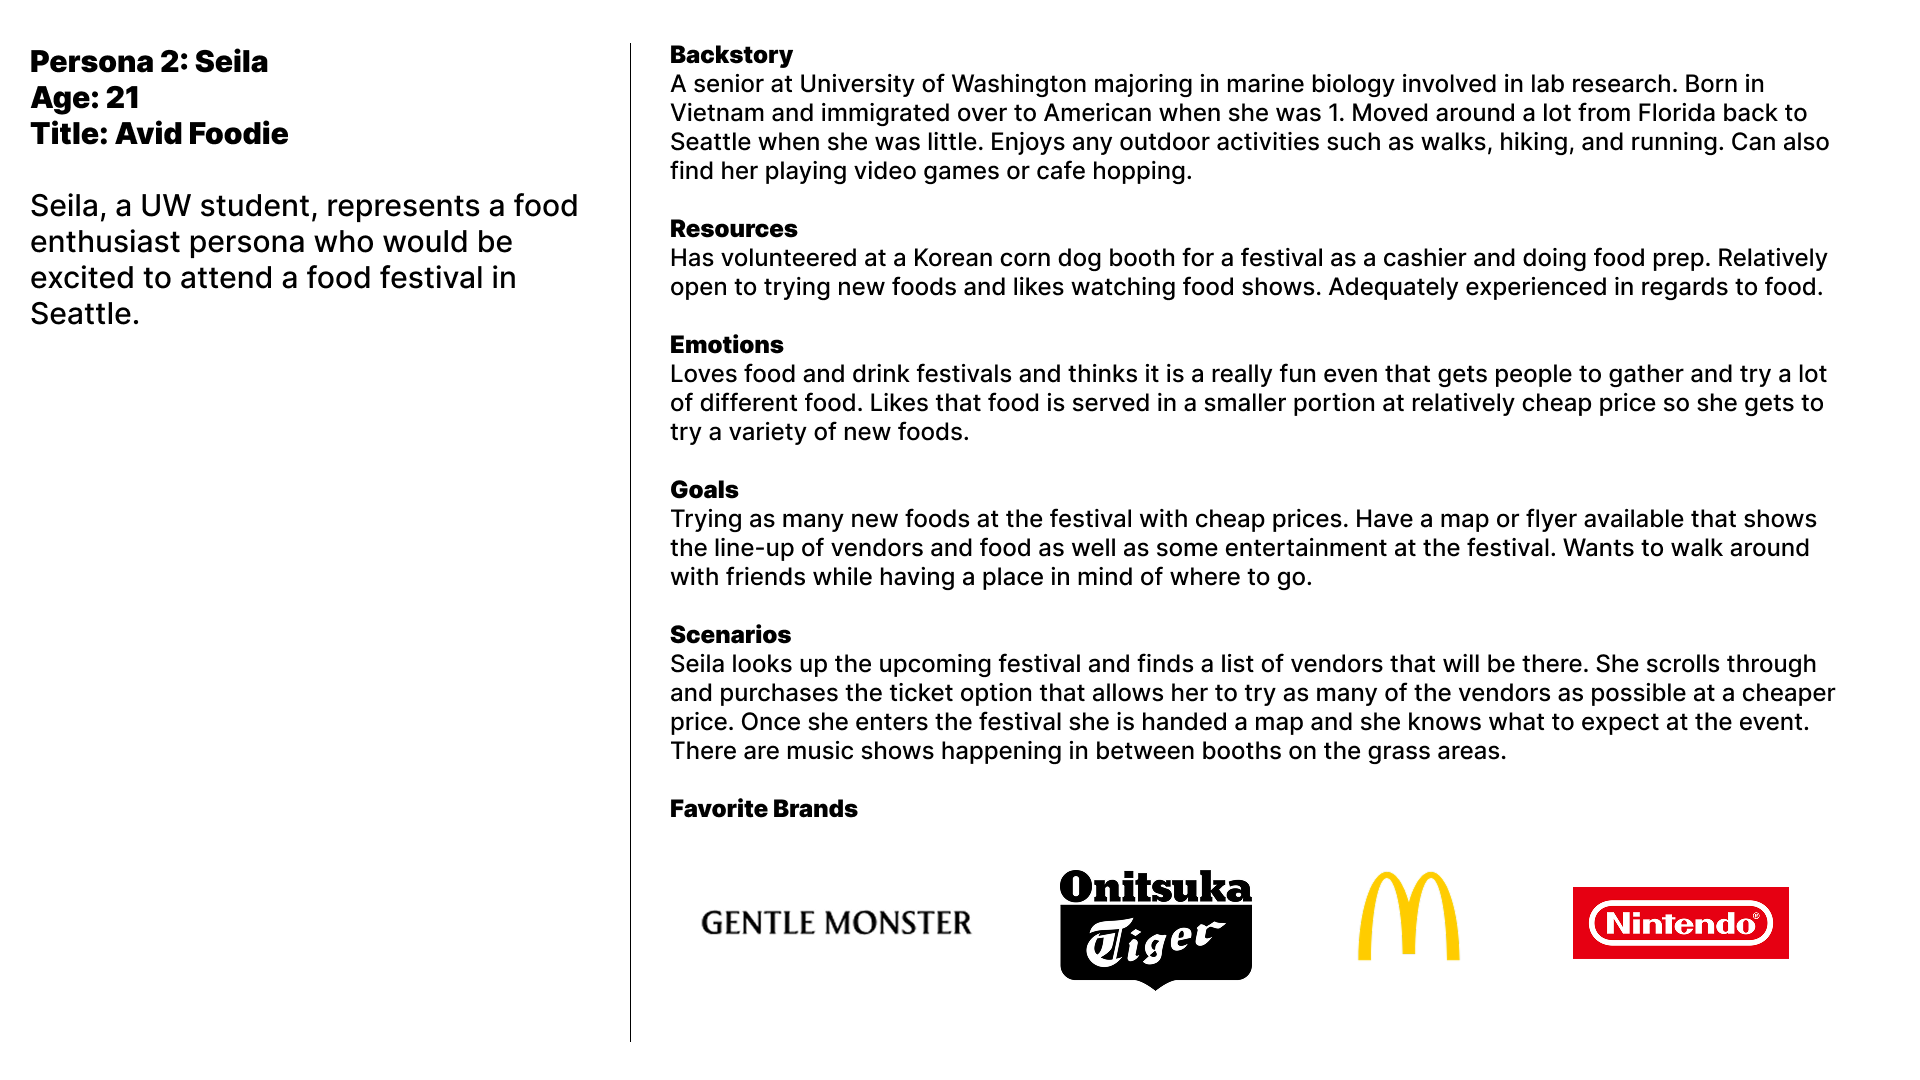 Persona 2: Seila
Age: 21
Title: Avid Foodie
Seila, a UW student, represents a food
enthusiast persona who would be
excited to attend a food festival in
Seattle.
Backstory
A senior at University of Washington majoring in marine biology involved in lab research. Born in
Vietnam and immigrated over to American when she was 1. Moved around a lot from Florida back to
Seattle when she was little. Enjoys any outdoor activities such as walks, hiking, and running. Can also
find her playing video games or cafe hopping.
Resources
Has volunteered at a Korean corn dog booth for a festival as a cashier and doing food prep. Relatively
open to trying new foods and likes watching food shows. Adequately experienced in regards to food.
Emotions
Loves food and drink festivals and thinks it is a really fun even that gets people to gather and try a lot
of different food. Likes that food is served in a smaller portion at relatively cheap price so she gets to
try a variety of new foods.
Goals
Trying as many new foods at the festival with cheap prices. Have a map or flyer available that shows
the line-up of vendors and food as well as some entertainment at the festival. Wants to walk around
with friends while having a place in mind of where to go.
Scenarios
Seila looks up the upcoming festival and finds a list of vendors that will be there. She scrolls through
and purchases the ticket option that allows her to try as many of the vendors as possible at a cheaper
price. Once she enters the festival she is handed a map and she knows what to expect at the event.
There are music shows happening in between booths on the grass areas.
Favorite Brands
GENTLE MONSTER
Onitsuka
Tiger
M
Nintendo®